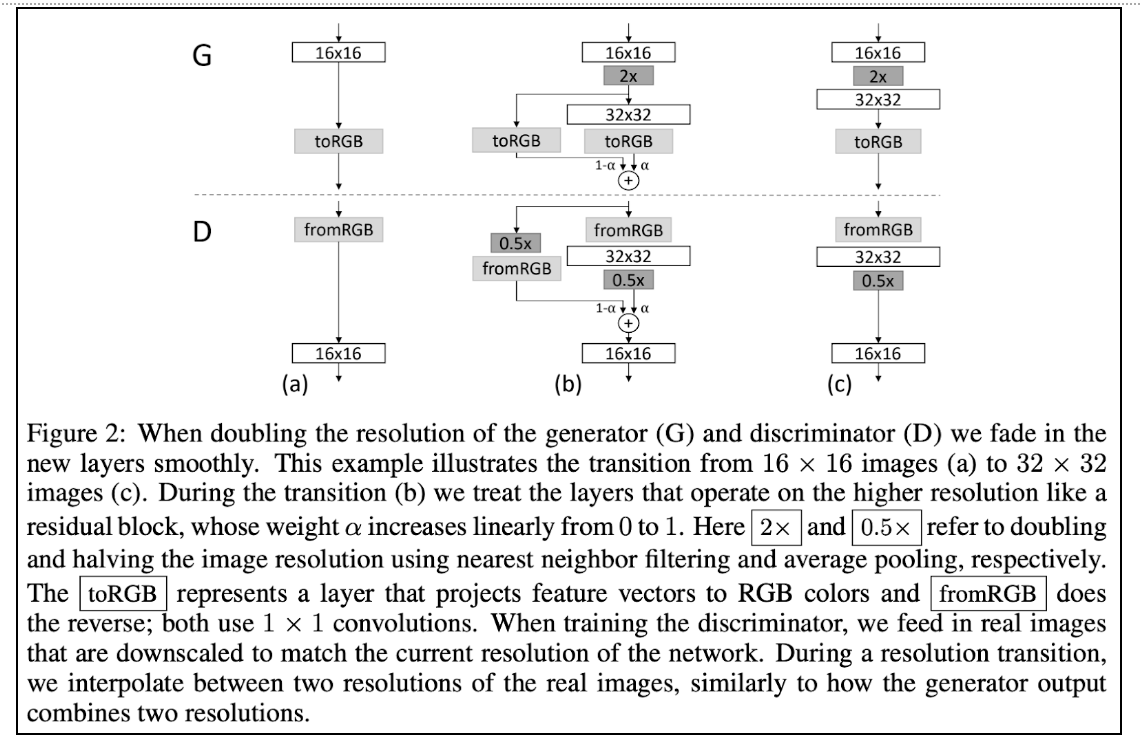 G
16x16
16x16
16x16
2x
2x
32x32
32x32
toRGB
toRGB
toRGB
toRGB
1-α
α
+
D
fromRGB
fromRGB
fromRGB
0.5x
32x32
32x32
fromRGB
0.5x
0.5x
1-α
α
+
16x16
16x16
16x16
(a)
(b)
(c)
Figure 2: When doubling the resolution of the generator (G) and discriminator (D) we fade in the
new layers smoothly. This example illustrates the transition from 16 × 16 images (a) to 32 × 32
images (c). During the transition (b) we treat the layers that operate on the higher resolution like a
residual block, whose weight α increases linearly from 0 to 1. Here 2× and 0.5× refer to doubling
and halving the image resolution using nearest neighbor filtering and average pooling, respectively.
The toRGB represents a layer that projects feature vectors to RGB colors and fromRGB does
the reverse; both use 1 × 1 convolutions. When training the discriminator, we feed in real images
that are downscaled to match the current resolution of the network. During a resolution transition,
we interpolate between two resolutions of the real images, similarly to how the generator output
combines two resolutions.